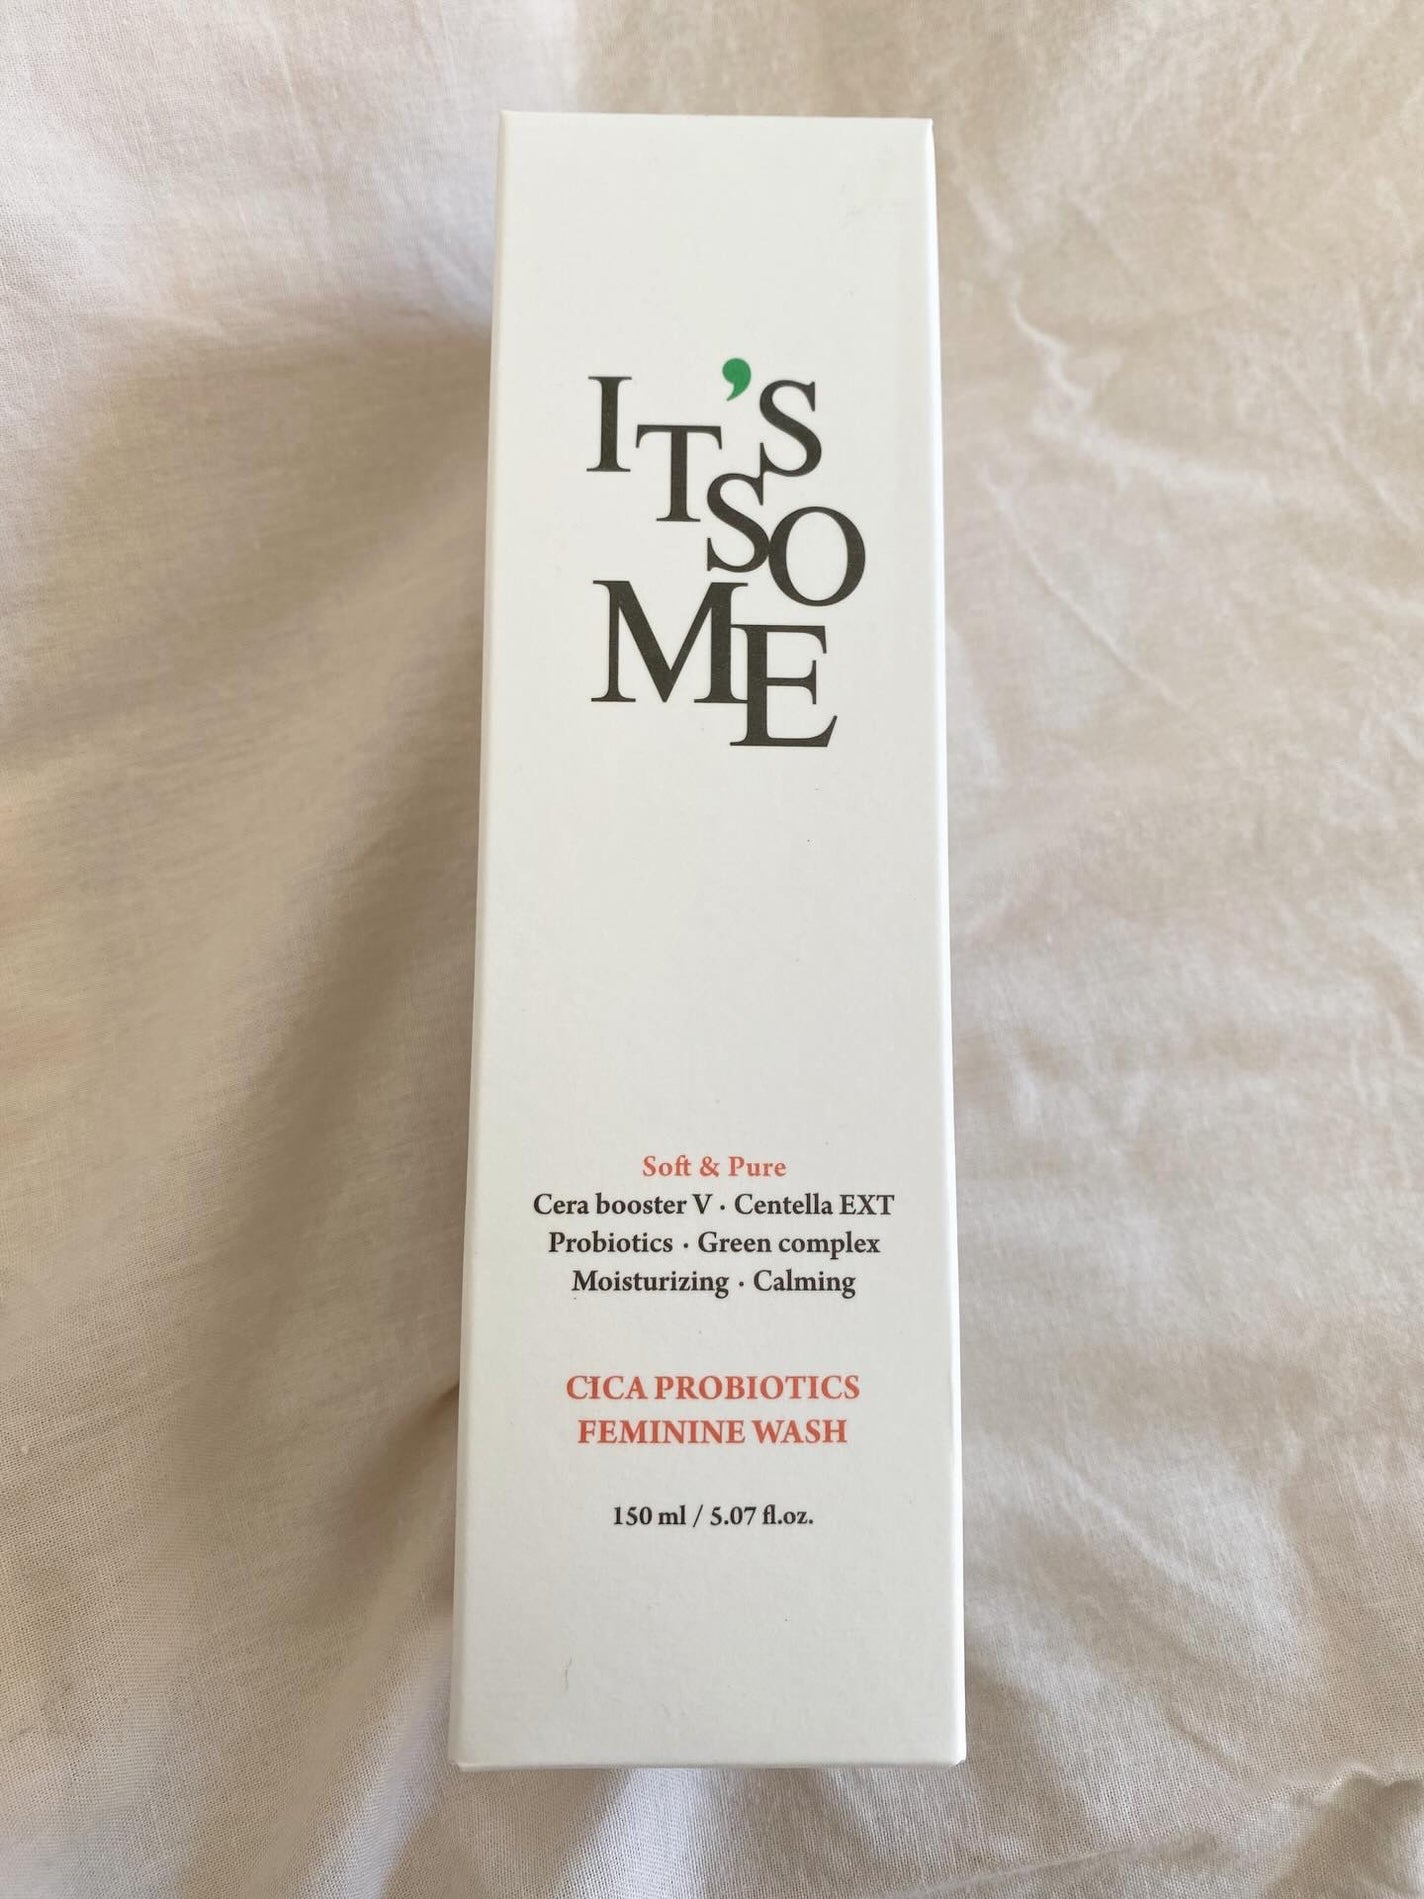 IT'S
SO
ME
Soft & Pure
Cera booster V · Centella EXT
Probiotics · Green complex
Moisturizing · Calming
CICA PROBIOTICS
FEMININE WASH
150 ml / 5.07 fl.oz.